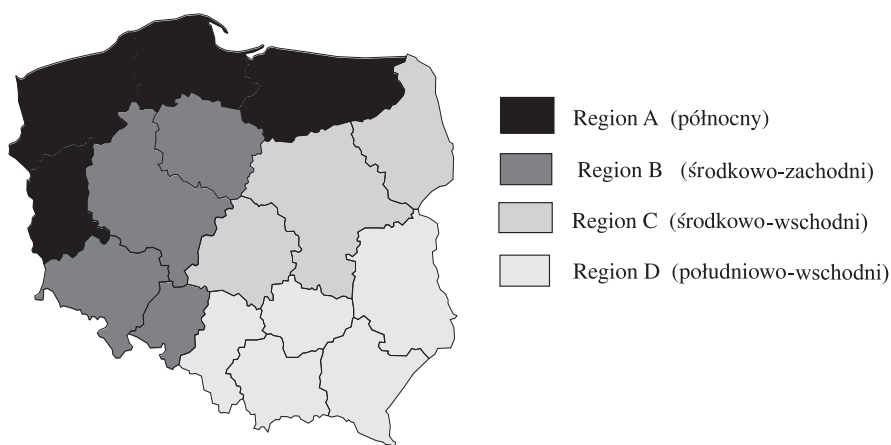 Region A (północny)
Region B (środkowo-zachodni)
Region C (środkowo-wschodni)
Region D (południowo-wschodni)